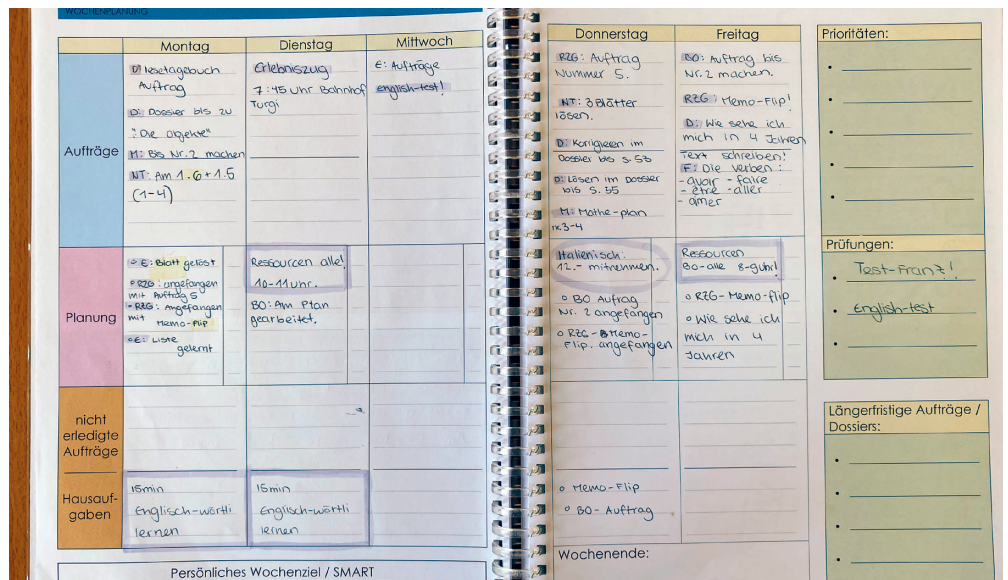 WOCHENPLANUNG
Montag
Dienstag
Mittwoch
Donnerstag
Freitag
Prioritäten:
Aufträge
D: lesetagebuch
Auftrag
D: Dossier bis zu
"Die Objekte"
M: Bis Nr. 2 machen
NT: Am 1.6 + 1.5
(1-4)
Erlebniszug
7:45 Uhr Bahnhof
Turgi
E: Aufträge
english-test!
RZG: Auftrag
Nummer 5.
NT: 3 Blätter
lösen.
D: Korrigieren im
Dossier bis S. 53
D: Lösen im Dossier
bis S. 55
M: Mathe-plan
nr. 3-4
BO: Auftrag bis
Nr. 2 machen.
RZG: Memo-Flip!
D: Wie sehe ich
mich in 4 Jahren
Text schreiben!
F: Die verben:
- avoir - faire
- être - aller
- amer
Planung
E: Blatt gelöst
RZG: angefangen
mit Auftrag 5
RZG: Angefangen
mit
Memo-Flip
E: Liste
gelernt
Ressourcen alle!
10-11 Uhr.
BO: Am Plan
gearbeitet.
Italienisch:
12.- mitnehmen.
BO Aufrag
Nr. 2 angefangen
RZG- Memo-
Flip. angefangen
Ressourcen
BO-alle 8-9uhr!
RZG- Memo-flip
Wie sehe ich
mich in 4
Jahren
Prüfungen:
Test-Franz!
English-test
nicht
erledigte
Aufträge
Hausauf-
gaben
15min
Englisch-wörtli
lernen
15min
Englisch-wörtli
lernen
Memo-Flip
BO-Auftrag
Längerfristige Aufträge /
Dossiers:
Persönliches Wochenziel / SMART
Wochenende: